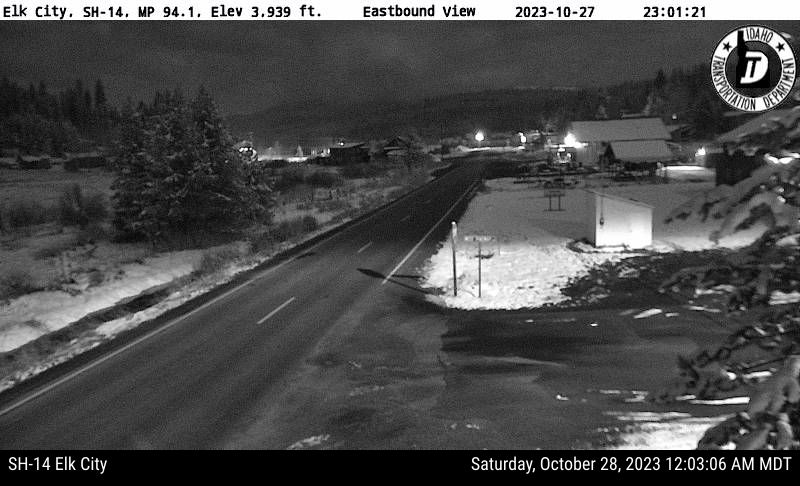 Elk City, SH-14, MP 94.1, Elev 3,939 ft. Eastbound View 2023-10-27 23:01:21
IDAHO
TRANSPORTATION DEPARTMENT
SH-14 Elk City Saturday, October 28, 2023 12:03:06 AM MDT